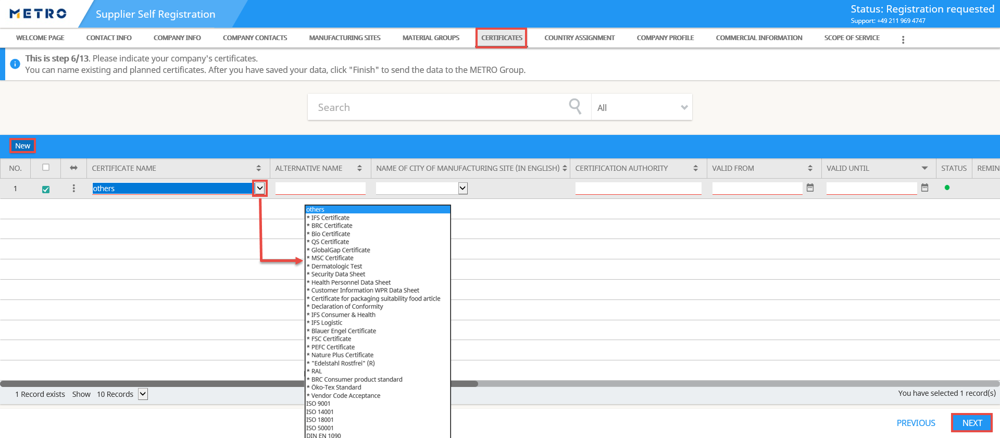 METRO
Supplier Self Registration
Status: Registration requested
Support: +49 211 969 4747
WELCOME PAGE CONTACT INFO COMPANY INFO COMPANY CONTACTS MANUFACTURING SITES MATERIAL GROUPS CERTIFICATES COUNTRY ASSIGNMENT COMPANY PROFILE COMMERCIAL INFORMATION SCOPE OF SERVICE
This is step 6/13. Please indicate your company's certificates.
You can name existing and planned certificates. After you have saved your data, click "Finish" to send the data to the METRO Group.
Search All
New
NO. CERTIFICATE NAME ALTERNATIVE NAME NAME OF CITY OF MANUFACTURING SITE (IN ENGLISH) CERTIFICATION AUTHORITY VALID FROM VALID UNTIL STATUS REMIN
1 others
others
* IFS Certificate
* BRC Certificate
* Bio Certificate
* QS Certificate
* GlobalGap Certificate
* MSC Certificate
* Dermatologic Test
* Security Data Sheet
* Health Personnel Data Sheet
* Customer Information WPR Data Sheet
* Certificate for packaging suitability food article
* Declaration of Conformity
* IFS Consumer & Health
* IFS Logistic
* Blauer Engel Certificate
* FSC Certificate
* PEFC Certificate
* Nature Plus Certificate
* "Edelstahl Rostfrei" (R)
* RAL
* BRC Consumer product standard
* Öko-Tex Standard
* Vendor Code Acceptance
ISO 9001
ISO 14001
ISO 18001
ISO 50001
DIN EN 1090
1 Record exists Show 10 Records
You have selected 1 record(s)
PREVIOUS NEXT